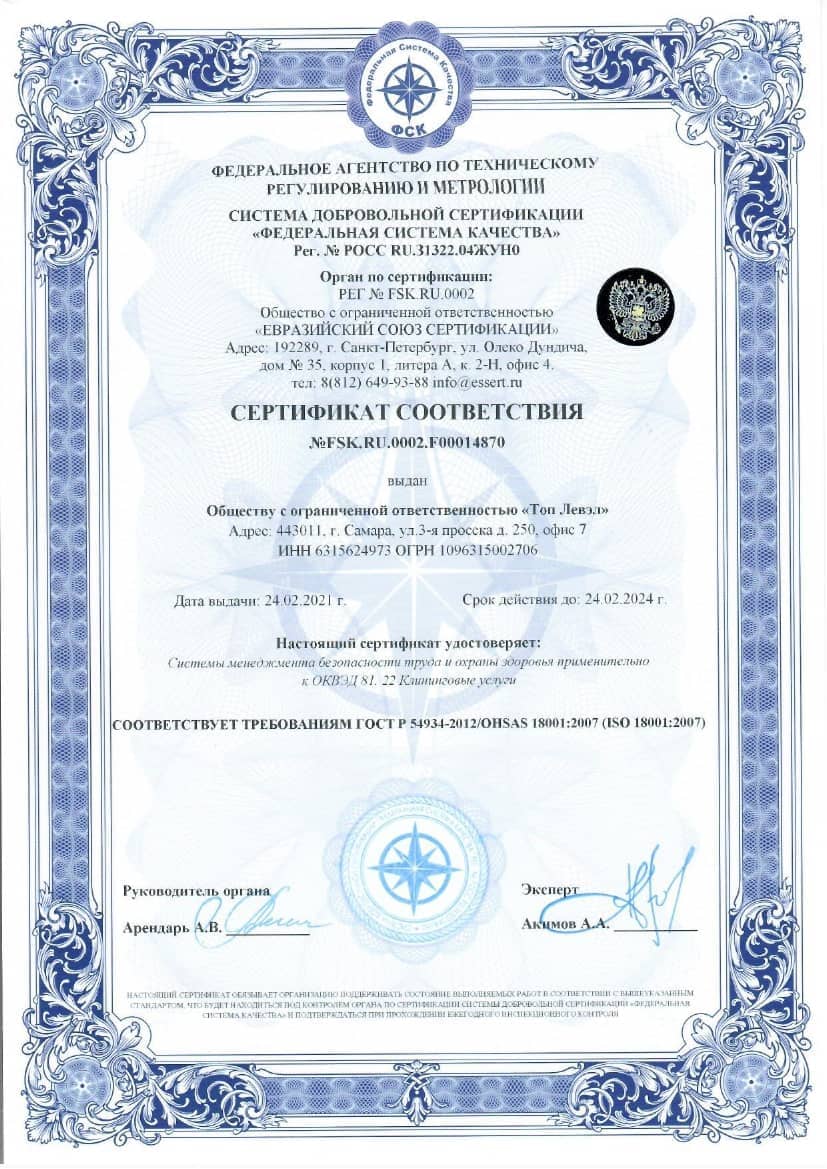 Федеральная Система Качества
ФСК
ФЕДЕРАЛЬНОЕ АГЕНТСТВО ПО ТЕХНИЧЕСКОМУ
РЕГУЛИРОВАНИЮ И МЕТРОЛОГИИ
СИСТЕМА ДОБРОВОЛЬНОЙ СЕРТИФИКАЦИИ
«ФЕДЕРАЛЬНАЯ СИСТЕМА КАЧЕСТВА»
Рег. № РОСС RU.31322.04ЖУН0
Орган по сертификации:
РЕГ № FSK.RU.0002
Общество с ограниченной ответственностью
«ЕВРАЗИЙСКИЙ СОЮЗ СЕРТИФИКАЦИИ»
Адрес: 192289, г. Санкт-Петербург, ул. Олеко Дундича,
дом № 35, корпус 1, литера А, к. 2-Н, офис 4.
тел: 8(812) 649-93-88 info@essert.ru
СЕРТИФИКАТ СООТВЕТСТВИЯ
№FSK.RU.0002.F00014870
выдан
Обществу с ограниченной ответственностью «Топ Левэл»
Адрес: 443011, г. Самара, ул.3-я просека д. 250, офис 7
ИНН 6315624973 ОГРН 1096315002706
Дата выдачи: 24.02.2021 г. Срок действия до: 24.02.2024 г.
Настоящий сертификат удостоверяет:
Системы менеджмента безопасности труда и охраны здоровья применительно
к ОКВЭД 81. 22 Клининговые услуги
СООТВЕТСТВУЕТ ТРЕБОВАНИЯМ ГОСТ Р 54934-2012/OHSAS 18001:2007 (ISO 18001:2007)
Руководитель органа Эксперт
Арендарь А.В. Акимов А.А.
НАСТОЯЩИЙ СЕРТИФИКАТ ОБЯЗЫВАЕТ ОРГАНИЗАЦИЮ ПОДДЕРЖИВАТЬ СОСТОЯНИЕ ВЫПОЛНЯЕМЫХ РАБОТ В СООТВЕТСТВИИ С ВЫШЕУКАЗАННЫМ
СТАНДАРТОМ, ЧТО БУДЕТ НАХОДИТЬСЯ ПОД КОНТРОЛЕМ ОРГАНА ПО СЕРТИФИКАЦИИ СИСТЕМЫ ДОБРОВОЛЬНОЙ СЕРТИФИКАЦИИ «ФЕДЕРАЛЬНАЯ
СИСТЕМА КАЧЕСТВА» И ПОДТВЕРЖДАТЬСЯ ПРИ ПРОХОЖДЕНИИ ЕЖЕГОДНОГО ИНСПЕКЦИОННОГО КОНТРОЛЯ